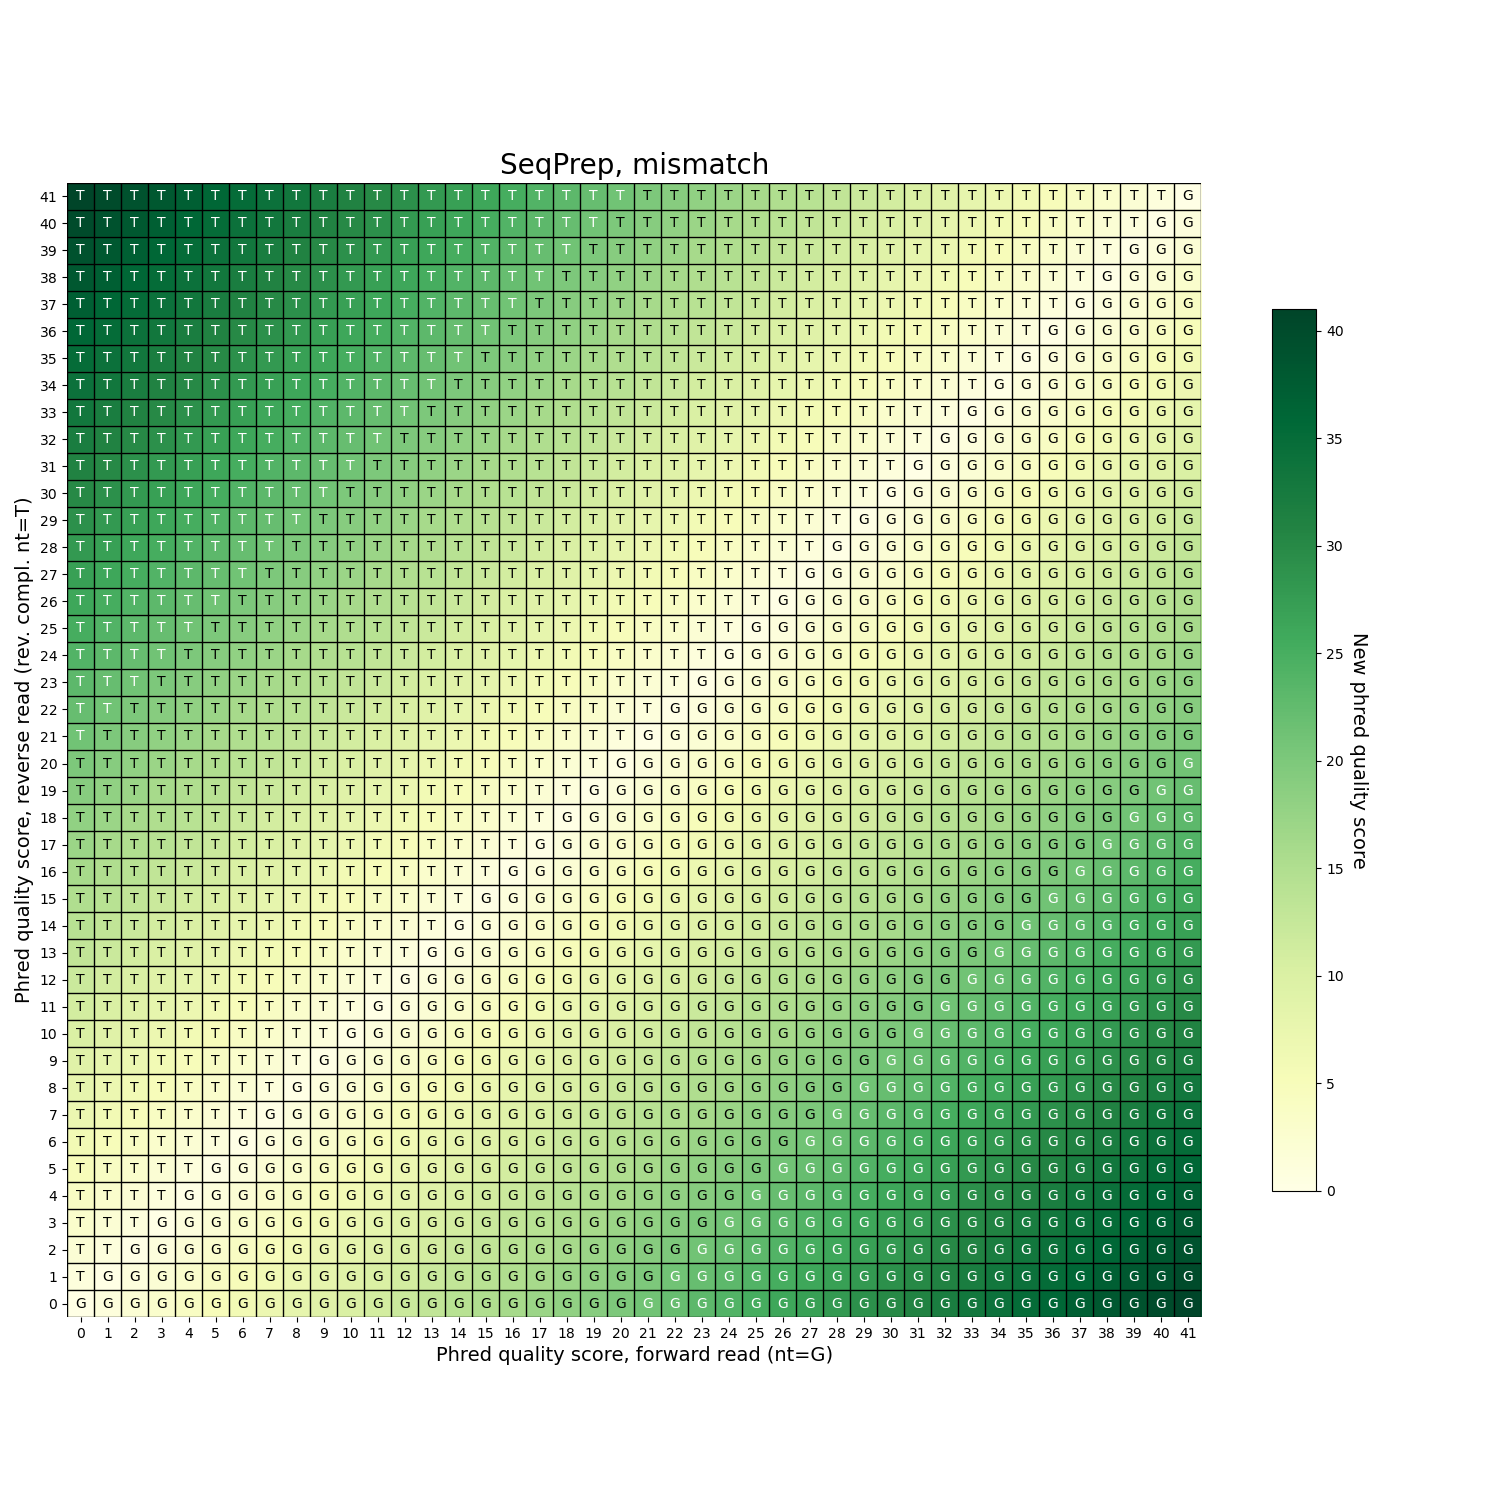 SeqPrep, mismatch
41 T T T T T T T T T T T T T T T T T T T T T T T T T T T T T T T T T T T T T T T T T G
40 T T T T T T T T T T T T T T T T T T T T T T T T T T T T T T T T T T T T T T T T G G
39 T T T T T T T T T T T T T T T T T T T T T T T T T T T T T T T T T T T T T T T G G G
38 T T T T T T T T T T T T T T T T T T T T T T T T T T T T T T T T T T T T T T G G G G
37 T T T T T T T T T T T T T T T T T T T T T T T T T T T T T T T T T T T T T G G G G G
36 T T T T T T T T T T T T T T T T T T T T T T T T T T T T T T T T T T T T G G G G G G
35 T T T T T T T T T T T T T T T T T T T T T T T T T T T T T T T T T T T G G G G G G G
34 T T T T T T T T T T T T T T T T T T T T T T T T T T T T T T T T T T G G G G G G G G
33 T T T T T T T T T T T T T T T T T T T T T T T T T T T T T T T T T G G G G G G G G G
32 T T T T T T T T T T T T T T T T T T T T T T T T T T T T T T T T G G G G G G G G G G
31 T T T T T T T T T T T T T T T T T T T T T T T T T T T T T T T G G G G G G G G G G G
30 T T T T T T T T T T T T T T T T T T T T T T T T T T T T T T G G G G G G G G G G G G
29 T T T T T T T T T T T T T T T T T T T T T T T T T T T T T G G G G G G G G G G G G G
28 T T T T T T T T T T T T T T T T T T T T T T T T T T T T G G G G G G G G G G G G G G
27 T T T T T T T T T T T T T T T T T T T T T T T T T T T G G G G G G G G G G G G G G G
26 T T T T T T T T T T T T T T T T T T T T T T T T T T G G G G G G G G G G G G G G G G
25 T T T T T T T T T T T T T T T T T T T T T T T T T G G G G G G G G G G G G G G G G G
24 T T T T T T T T T T T T T T T T T T T T T T T T G G G G G G G G G G G G G G G G G G
23 T T T T T T T T T T T T T T T T T T T T T T T G G G G G G G G G G G G G G G G G G G
22 T T T T T T T T T T T T T T T T T T T T T T G G G G G G G G G G G G G G G G G G G G
21 T T T T T T T T T T T T T T T T T T T T T G G G G G G G G G G G G G G G G G G G G G
20 T T T T T T T T T T T T T T T T T T T T G G G G G G G G G G G G G G G G G G G G G G
19 T T T T T T T T T T T T T T T T T T T G G G G G G G G G G G G G G G G G G G G G G G
18 T T T T T T T T T T T T T T T T T T G G G G G G G G G G G G G G G G G G G G G G G G
17 T T T T T T T T T T T T T T T T T G G G G G G G G G G G G G G G G G G G G G G G G G
16 T T T T T T T T T T T T T T T T G G G G G G G G G G G G G G G G G G G G G G G G G G
15 T T T T T T T T T T T T T T T G G G G G G G G G G G G G G G G G G G G G G G G G G G
14 T T T T T T T T T T T T T T G G G G G G G G G G G G G G G G G G G G G G G G G G G G
13 T T T T T T T T T T T T T G G G G G G G G G G G G G G G G G G G G G G G G G G G G G
12 T T T T T T T T T T T T G G G G G G G G G G G G G G G G G G G G G G G G G G G G G G
11 T T T T T T T T T T T G G G G G G G G G G G G G G G G G G G G G G G G G G G G G G G
10 T T T T T T T T T T G G G G G G G G G G G G G G G G G G G G G G G G G G G G G G G G
9 T T T T T T T T T G G G G G G G G G G G G G G G G G G G G G G G G G G G G G G G G G
8 T T T T T T T T G G G G G G G G G G G G G G G G G G G G G G G G G G G G G G G G G G
7 T T T T T T T G G G G G G G G G G G G G G G G G G G G G G G G G G G G G G G G G G G
6 T T T T T T G G G G G G G G G G G G G G G G G G G G G G G G G G G G G G G G G G G G
5 T T T T T G G G G G G G G G G G G G G G G G G G G G G G G G G G G G G G G G G G G G
4 T T T T G G G G G G G G G G G G G G G G G G G G G G G G G G G G G G G G G G G G G G
3 T T T G G G G G G G G G G G G G G G G G G G G G G G G G G G G G G G G G G G G G G G
2 T T G G G G G G G G G G G G G G G G G G G G G G G G G G G G G G G G G G G G G G G G
1 T G G G G G G G G G G G G G G G G G G G G G G G G G G G G G G G G G G G G G G G G G
0 G G G G G G G G G G G G G G G G G G G G G G G G G G G G G G G G G G G G G G G G G G
0 1 2 3 4 5 6 7 8 9 10 11 12 13 14 15 16 17 18 19 20 21 22 23 24 25 26 27 28 29 30 31 32 33 34 35 36 37 38 39 40 41
Phred quality score, forward read (nt=G)
Phred quality score, reverse read (rev. compl. nt=T)
40
35
30
25
20
15
10
5
0
New phred quality score